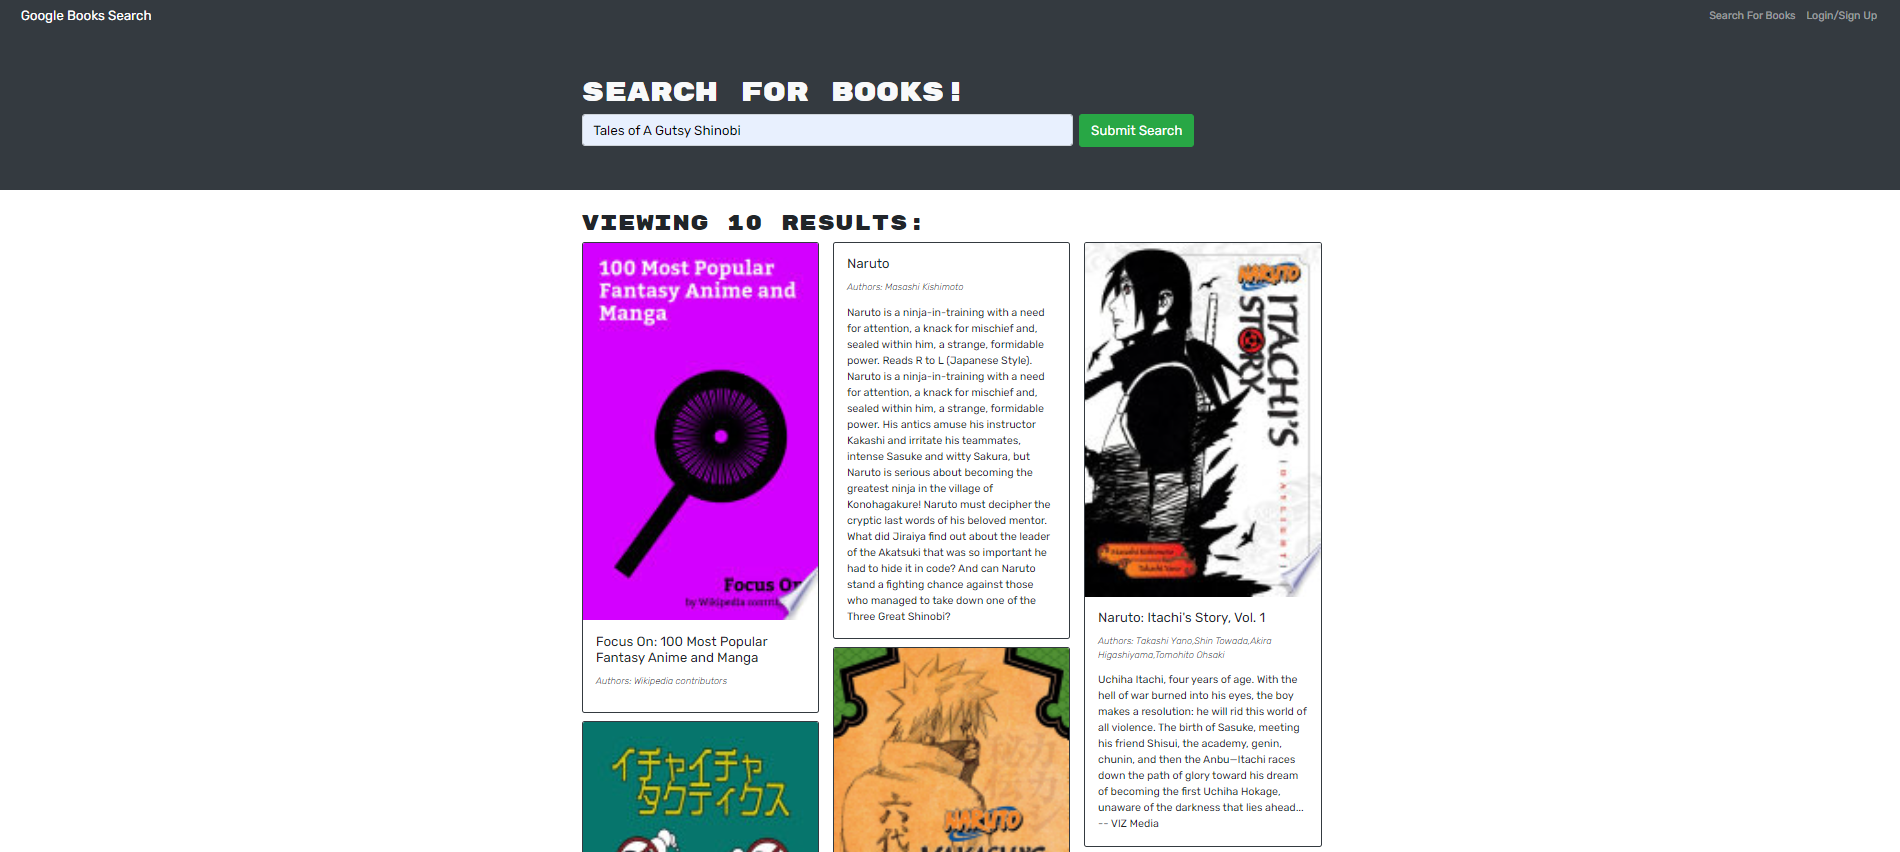 Google Books Search
Search For Books
Login/Sign Up
SEARCH FOR BOOKS!
Tales of A Gutsy Shinobi
Submit Search
VIEWING 10 RESULTS:
100 Most Popular
Fantasy Anime and
Manga
Focus On
by Wikipedia
Focus On: 100 Most Popular
Fantasy Anime and Manga
Authors: Wikipedia contributors
イチャイチャ
タクティクス
Naruto
Authors: Masashi Kishimoto
Naruto is a ninja-in-training with a need
for attention, a knack for mischief and,
sealed within him, a strange, formidable
power. Reads R to L (Japanese Style).
Naruto is a ninja-in-training with a need
for attention, a knack for mischief and,
sealed within him, a strange, formidable
power. His antics amuse his instructor
Kakashi and irritate his teammates,
intense Sasuke and witty Sakura, but
Naruto is serious about becoming the
greatest ninja in the village of
Konohagakure! Naruto must decipher the
cryptic last words of his beloved mentor.
What did Jiraiya find out about the leader
of the Akatsuki that was so important he
had to hide it in code? And can Naruto
stand a fighting chance against those
who managed to take down one of the
Three Great Shinobi?
六代
NARUTO
NARUTO
ITACHI'S
STORY
Masashi Kishimoto
Takashi Yano
Naruto: Itachi's Story, Vol. 1
Authors: Takashi Yano,Shin Towada,Akira
Higashiyama,Tomohito Ohsaki
Uchiha Itachi, four years of age. With the
hell of war burned into his eyes, the boy
makes a resolution: he will rid this world of
all violence. The birth of Sasuke, meeting
his friend Shisui, the academy, genin,
chunin, and then the Anbu—Itachi races
down the path of glory toward his dream
of becoming the first Uchiha Hokage,
unaware of the darkness that lies ahead...
-- VIZ Media